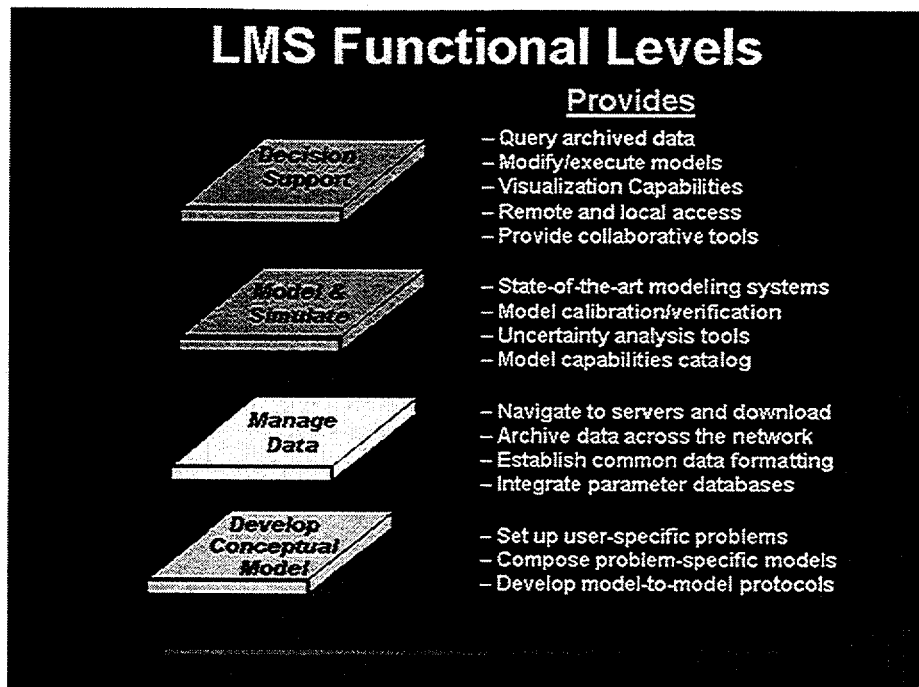 LMS Functional Levels
Provides
Decision
Support
– Query archived data
– Modify/execute models
– Visualization Capabilities
– Remote and local access
– Provide collaborative tools
Model &
Simulate
– State-of-the-art modeling systems
– Model calibration/verification
– Uncertainty analysis tools
– Model capabilities catalog
Manage
Data
– Navigate to servers and download
– Archive data across the network
– Establish common data formatting
– Integrate parameter databases
Develop
Conceptual
Model
– Set up user-specific problems
– Compose problem-specific models
– Develop model-to-model protocols